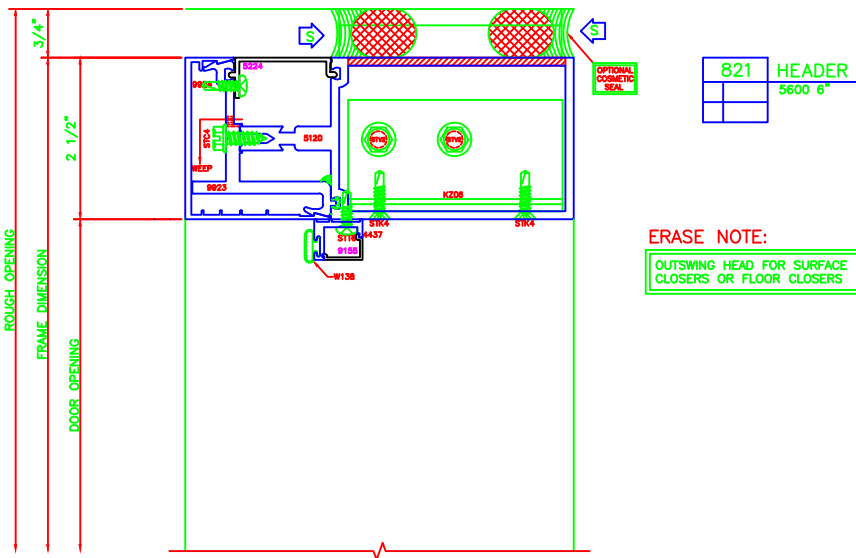 3/4"
S
S
OPTIONAL
COSMETIC
SEAL
821 HEADER
5600 6"
5224
2 1/2"
STC4
5120
WEEP
9923
KZ06
STK4
STK4
4437
9155
W138
ERASE NOTE:
OUTSWING HEAD FOR SURFACE
CLOSERS OR FLOOR CLOSERS
ROUGH OPENING
FRAME DIMENSION
DOOR OPENING